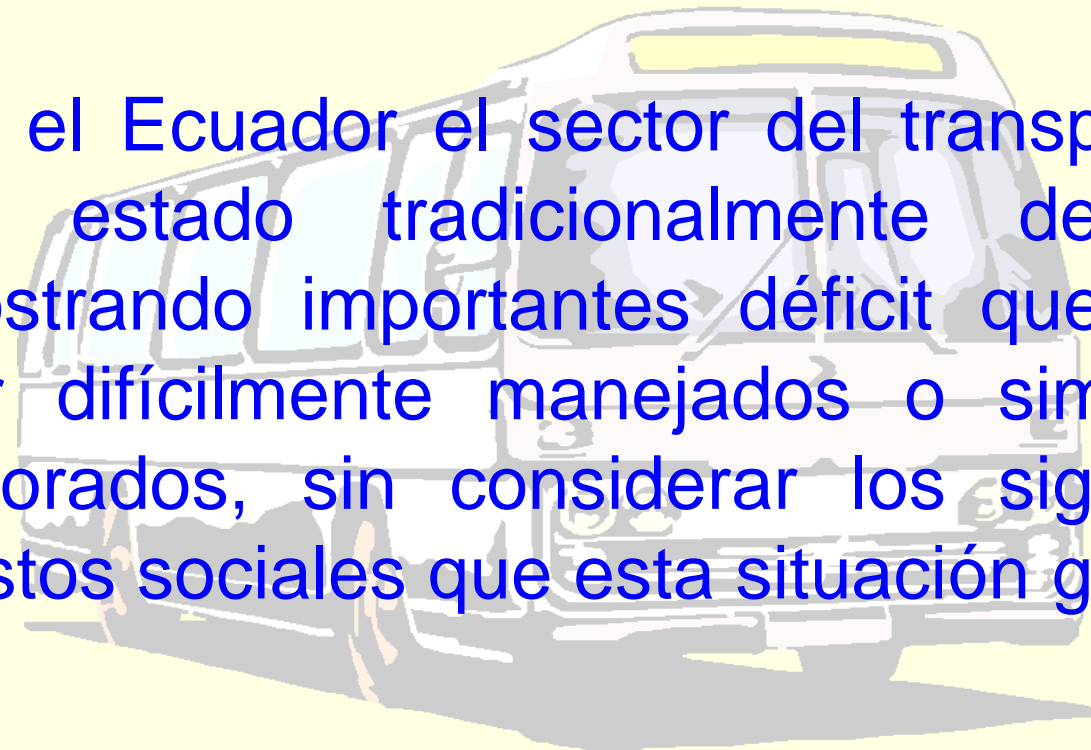 el Ecuador el sector del transp
estado tradicionalmente de
ostrando importantes déficit que
r difícilmente manejados o sim
orados, sin considerar los sig
stos sociales que esta situación g